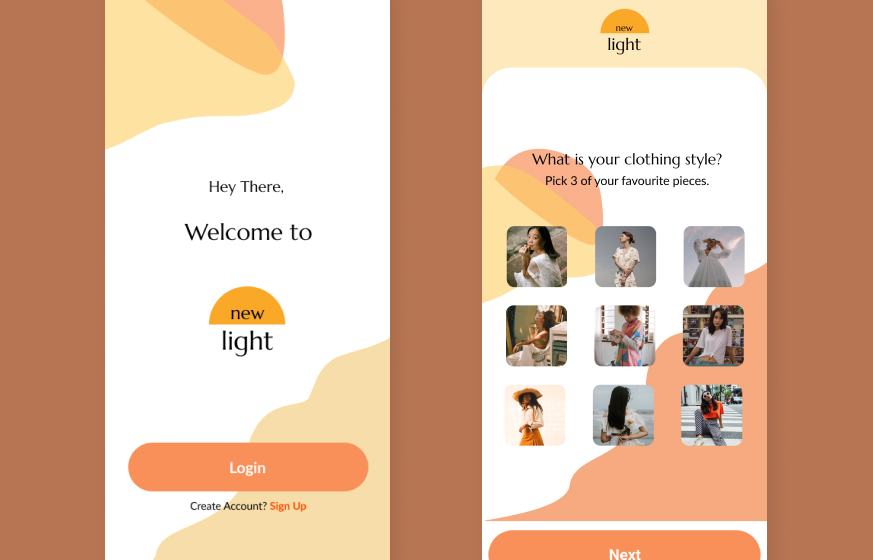 Hey There,
Welcome to
new
light
Login
Create Account? Sign Up
new
light
What is your clothing style?
Pick 3 of your favourite pieces.
Next